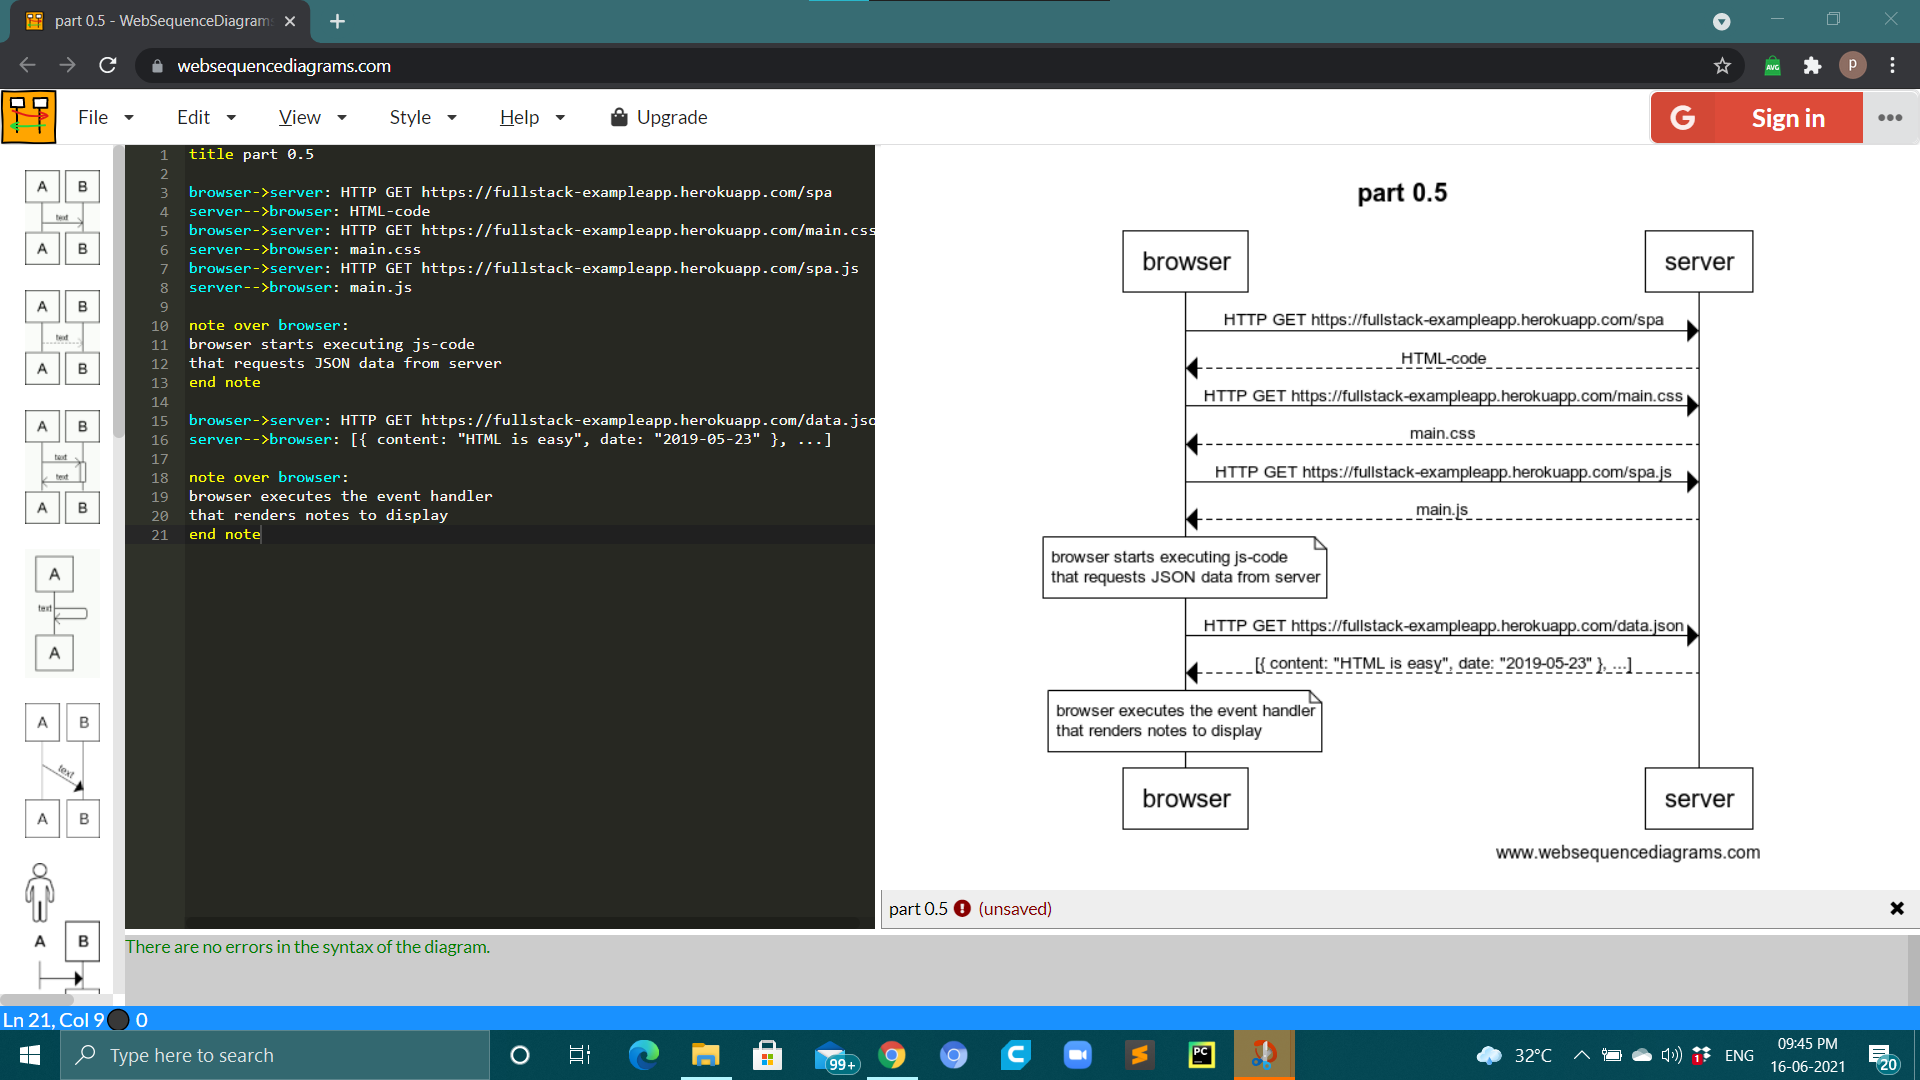 part 0.5 - WebSequenceDiagram
websequencediagrams.com
AVG
P
File
Edit
View
Style
Help
Upgrade
G
Sign in
A B
text
A B
A B
text
A B
A B
text
text
A B
A
text
A
A B
text
A B
A B
1 title part 0.5
2
3 browser->server: HTTP GET https://fullstack-exampleapp.herokuapp.com/spa
4 server-->browser: HTML-code
5 browser->server: HTTP GET https://fullstack-exampleapp.herokuapp.com/main.css
6 server-->browser: main.css
7 browser->server: HTTP GET https://fullstack-exampleapp.herokuapp.com/spa.js
8 server-->browser: main.js
9
10 note over browser:
11 browser starts executing js-code
12 that requests JSON data from server
13 end note
14
15 browser->server: HTTP GET https://fullstack-exampleapp.herokuapp.com/data.jso
16 server-->browser: [{ content: "HTML is easy", date: "2019-05-23" }, ...]
17
18 note over browser:
19 browser executes the event handler
20 that renders notes to display
21 end note
part 0.5
browser server
HTTP GET https://fullstack-exampleapp.herokuapp.com/spa
HTML-code
HTTP GET https://fullstack-exampleapp.herokuapp.com/main.css
main.css
HTTP GET https://fullstack-exampleapp.herokuapp.com/spa.js
main.js
browser starts executing js-code
that requests JSON data from server
HTTP GET https://fullstack-exampleapp.herokuapp.com/data.json
[{ content: "HTML is easy", date: "2019-05-23" }, ...]
browser executes the event handler
that renders notes to display
browser server
www.websequencediagrams.com
part 0.5 (unsaved)
There are no errors in the syntax of the diagram.
Ln 21, Col 9 0
Type here to search
99+
PC
32°C
1
ENG
09:45 PM
16-06-2021
20